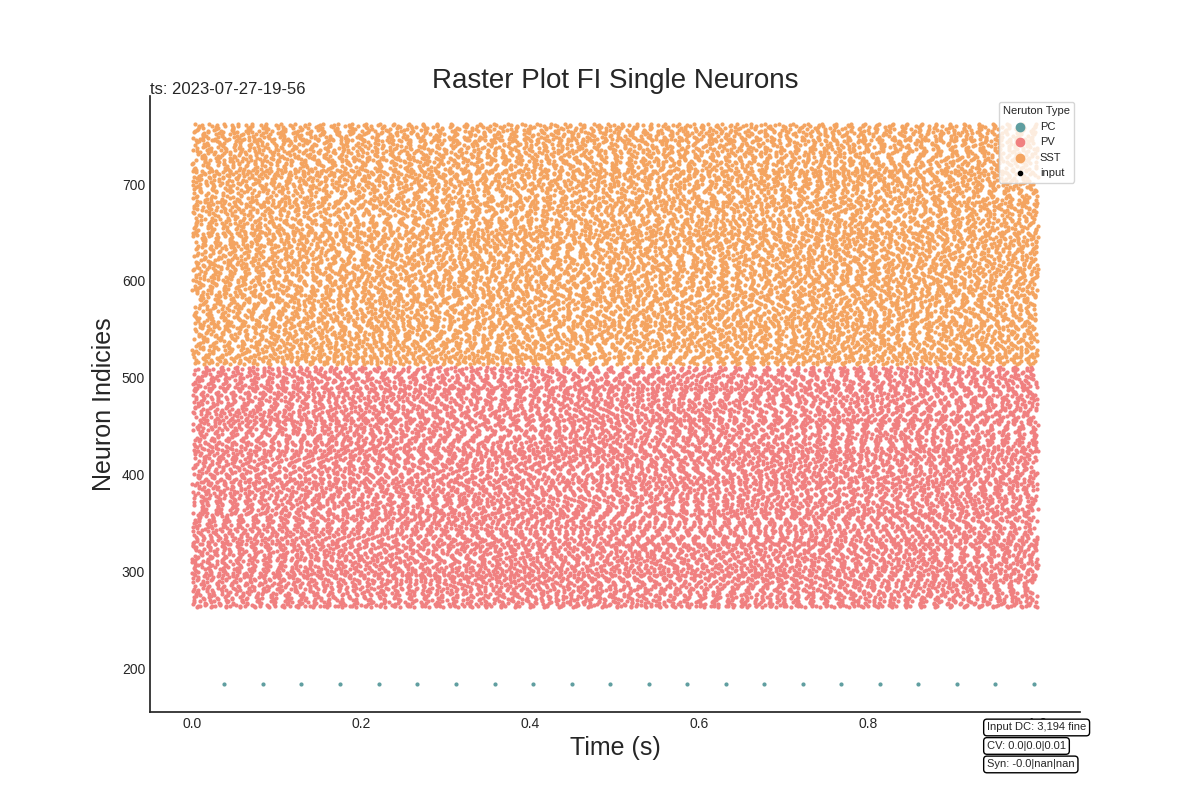 Raster Plot FI Single Neurons
ts: 2023-07-27-19-56
Neruton Type
PC
PV
SST
input
Neuron Indicies
700
600
500
400
300
200
0.0 0.2 0.4 0.6 0.8
Time (s)
Input DC: 3,194 fine
CV: 0.0|0.0|0.01
Syn: -0.0|nan|nan